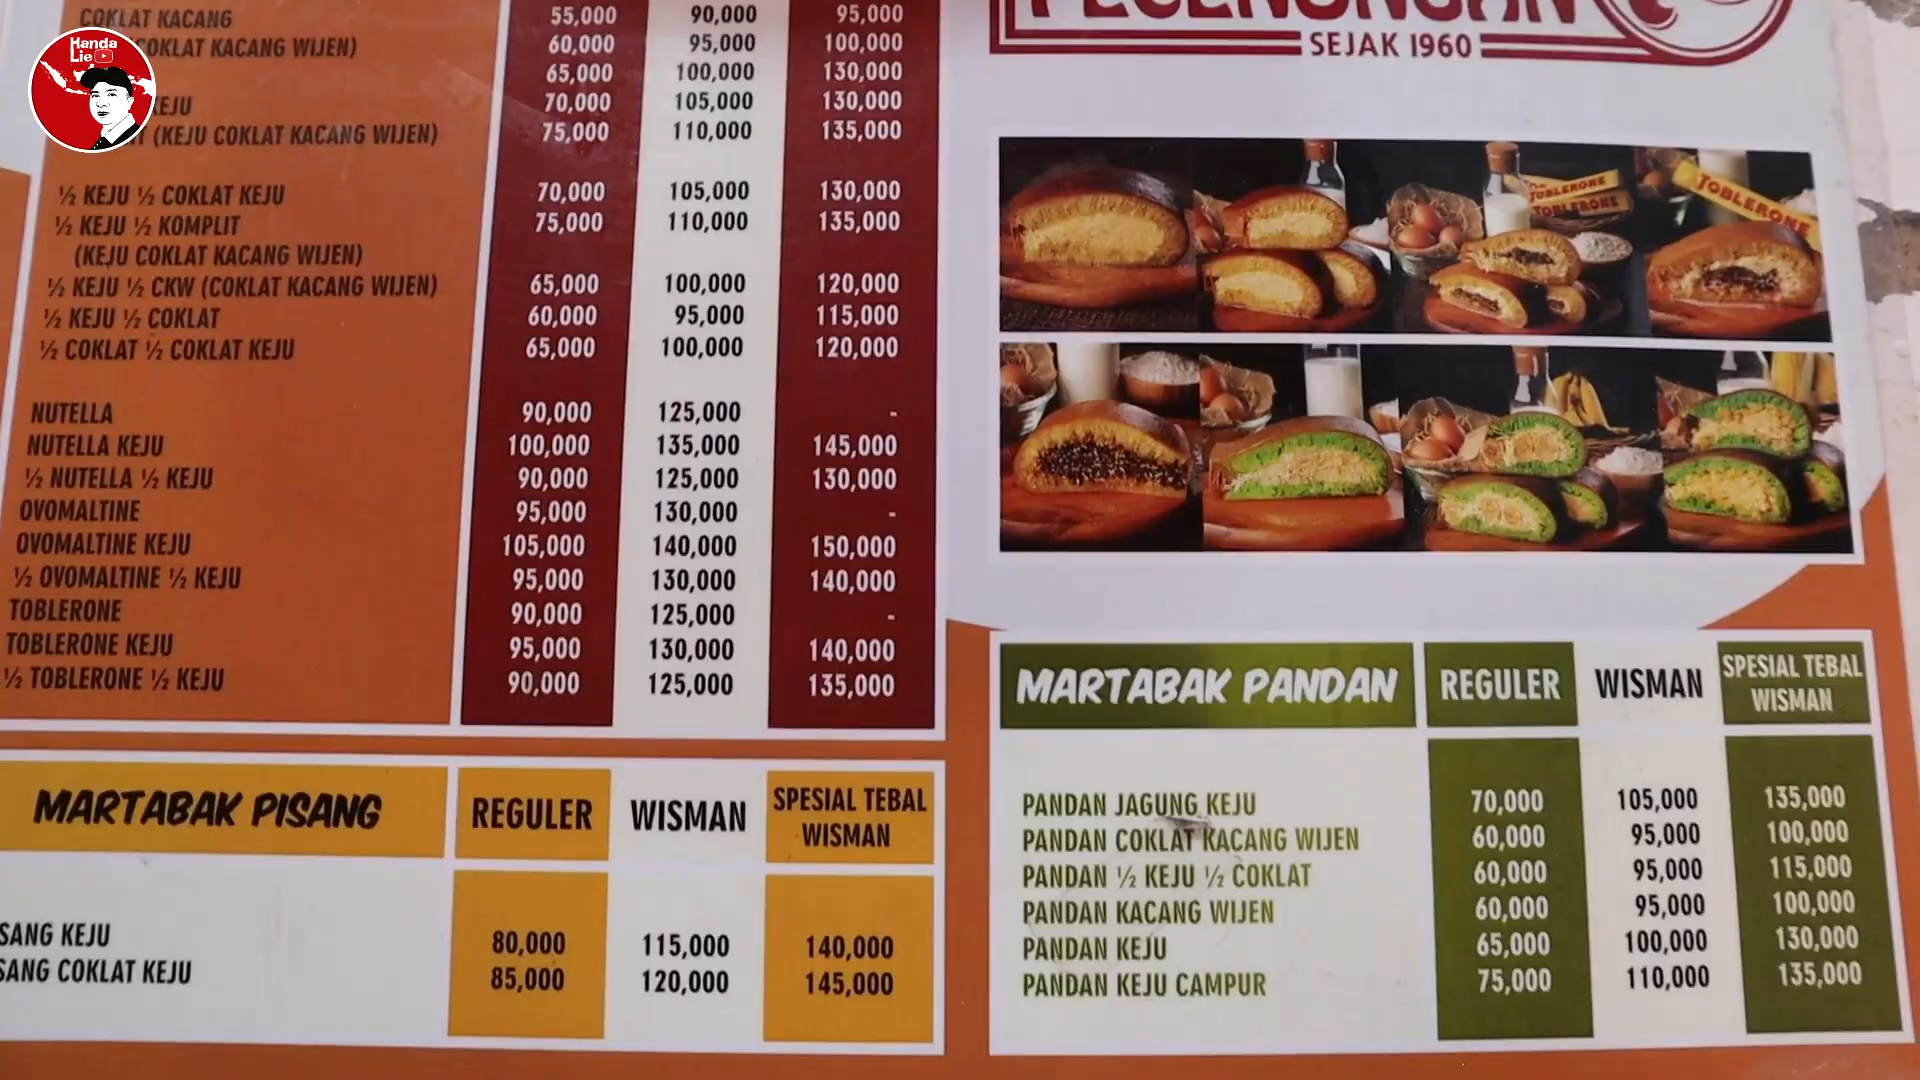 Handa
Lie
COKLAT KACANG 55,000 90,000 95,000
(COKLAT KACANG WIJEN) 60,000 95,000 100,000
65,000 100,000 130,000
KEJU 70,000 105,000 130,000
(KEJU COKLAT KACANG WIJEN) 75,000 110,000 135,000
½ KEJU ½ COKLAT KEJU 70,000 105,000 130,000
½ KEJU ½ KOMPLIT 75,000 110,000 135,000
(KEJU COKLAT KACANG WIJEN)
½ KEJU ½ CKW (COKLAT KACANG WIJEN) 65,000 100,000 120,000
½ KEJU ½ COKLAT 60,000 95,000 115,000
½ COKLAT ½ COKLAT KEJU 65,000 100,000 120,000
NUTELLA 90,000 125,000 -
NUTELLA KEJU 100,000 135,000 145,000
½ NUTELLA ½ KEJU 90,000 125,000 130,000
OVOMALTINE 95,000 130,000 -
OVOMALTINE KEJU 105,000 140,000 150,000
½ OVOMALTINE ½ KEJU 95,000 130,000 140,000
TOBLERONE 90,000 125,000 -
TOBLERONE KEJU 95,000 130,000 140,000
½ TOBLERONE ½ KEJU 90,000 125,000 135,000
MARTABAK PISANG REGULER WISMAN SPESIAL TEBAL
WISMAN
SANG KEJU 80,000 115,000 140,000
SANG COKLAT KEJU 85,000 120,000 145,000
PECENONGAN
SEJAK 1960
TOBLERONE
TOBLERONE
TOBLERONE
MARTABAK PANDAN REGULER WISMAN SPESIAL TEBAL
WISMAN
PANDAN JAGUNG KEJU 70,000 105,000 135,000
PANDAN COKLAT KACANG WIJEN 60,000 95,000 100,000
PANDAN ½ KEJU ½ COKLAT 60,000 95,000 115,000
PANDAN KACANG WIJEN 60,000 95,000 100,000
PANDAN KEJU 65,000 100,000 130,000
PANDAN KEJU CAMPUR 75,000 110,000 135,000